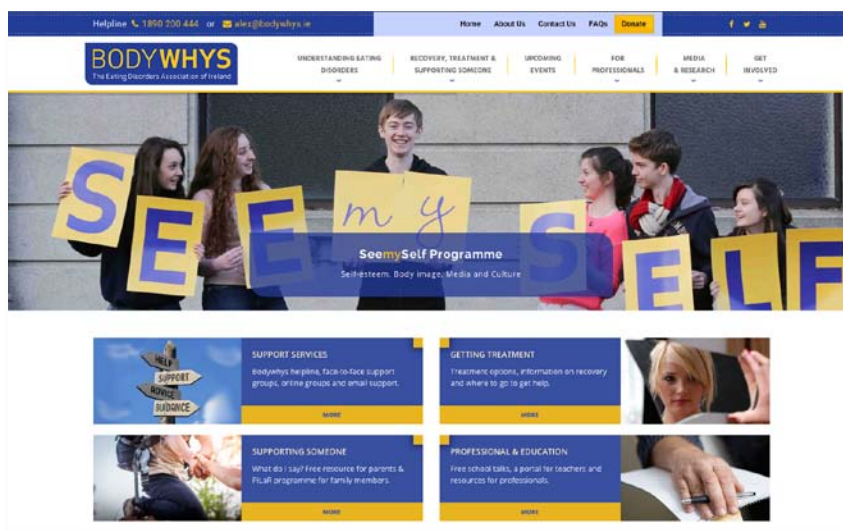 Helpline 1890 200 444 or alex@bodywhys.ie
Home About Us Contact Us FAQs Donate
BODYWHYS
The Eating Disorders Association of Ireland
UNDERSTANDING EATING
DISORDERS
RECOVERY, TREATMENT &
SUPPORTING SOMEONE
UPCOMING
EVENTS
FOR
PROFESSIONALS
MEDIA
& RESEARCH
GET
INVOLVED
SEE my SELF
SeemySelf Programme
Self-esteem, Body image, Media and Culture
HELP
SUPPORT
ADVICE
GUIDANCE
SUPPORT SERVICES
Bodywhys helpline, face-to-face support
groups, online groups and email support.
MORE
GETTING TREATMENT
Treatment options, information on recovery
and where to go to get help.
MORE
SUPPORTING SOMEONE
What do I say? Free resource for parents &
PiLaR programme for family members.
MORE
PROFESSIONAL & EDUCATION
Free school talks, a portal for teachers and
resources for professionals.
MORE